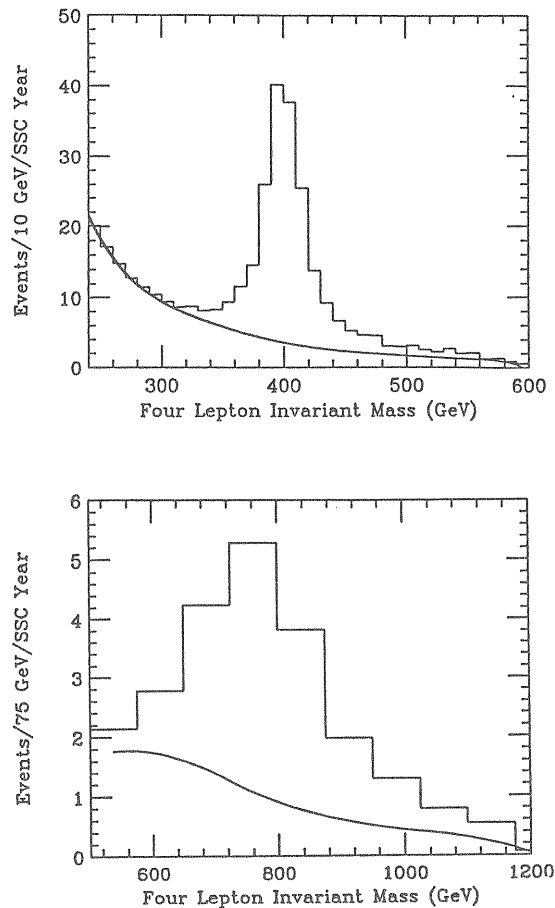 50
40
30
20
10
0
Events/10 GeV/SSC Year
300 400 500 600
Four Lepton Invariant Mass (GeV)
6
5
4
3
2
1
0
Events/75 GeV/SSC Year
600 800 1000 1200
Four Lepton Invariant Mass (GeV)